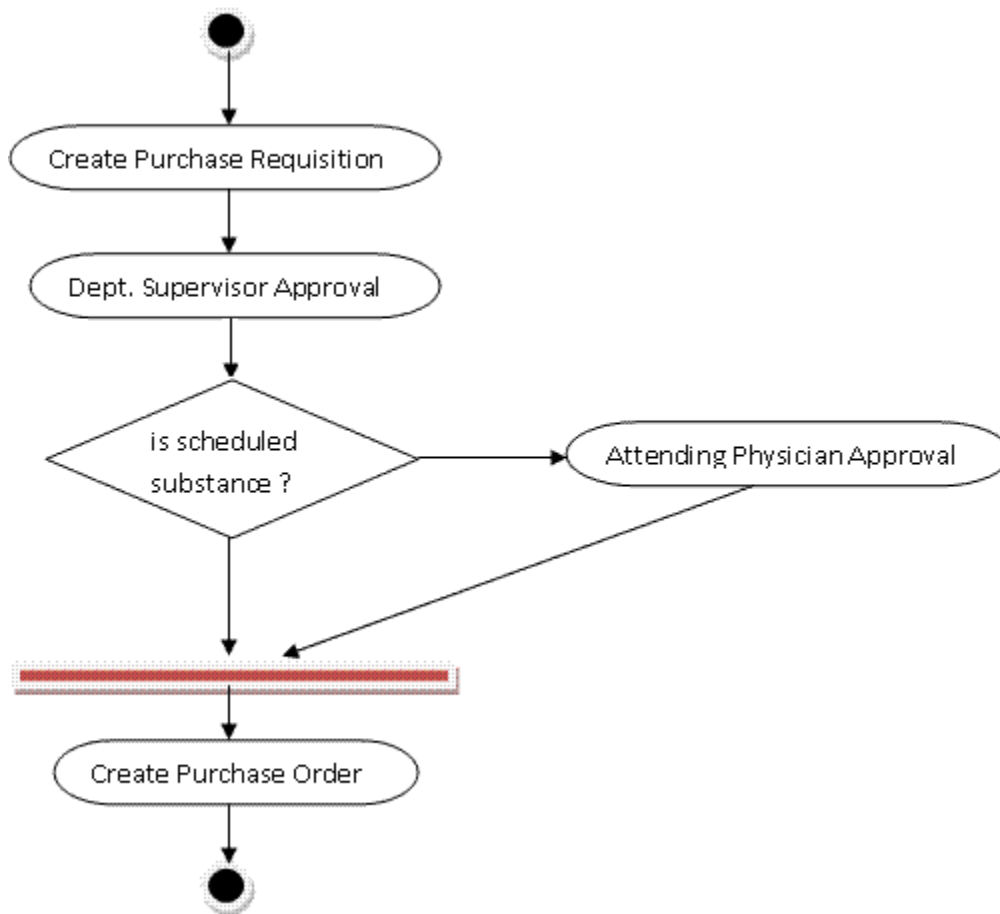 Create Purchase Requisition
Dept. Supervisor Approval
is scheduled
substance ?
Attending Physician Approval
Create Purchase Order